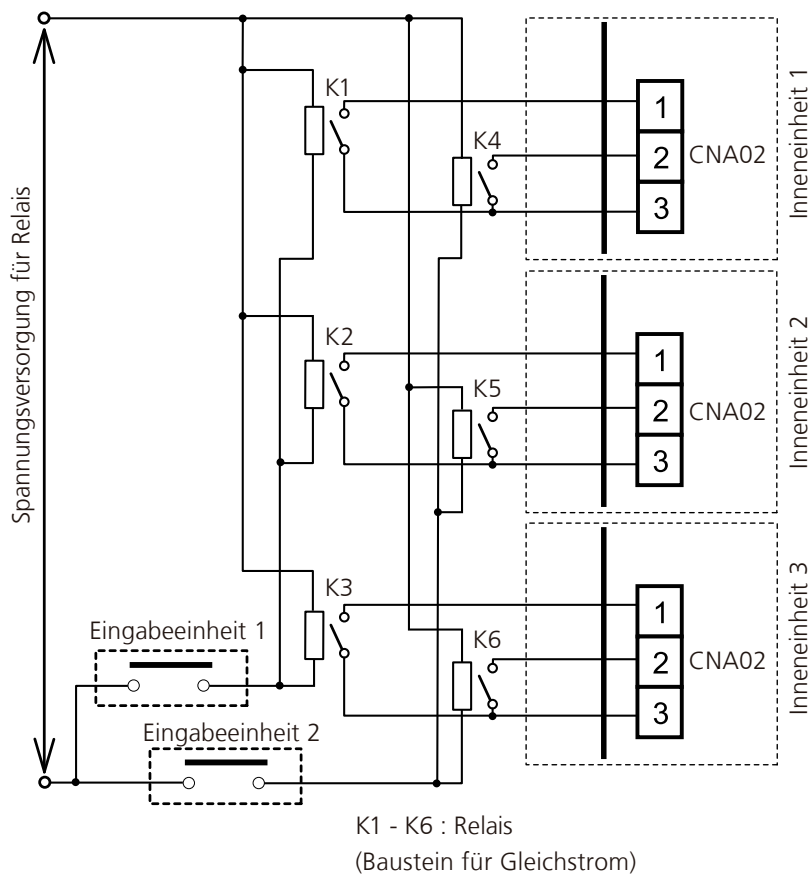 Spannungsversorgung für Relais
K1
K4
1
2
3
CNA02
Inneneinheit 1
K2
K5
1
2
3
CNA02
Inneneinheit 2
K3
K6
1
2
3
CNA02
Inneneinheit 3
Eingabeeinheit 1
Eingabeeinheit 2
K1 - K6 : Relais
(Baustein für Gleichstrom)